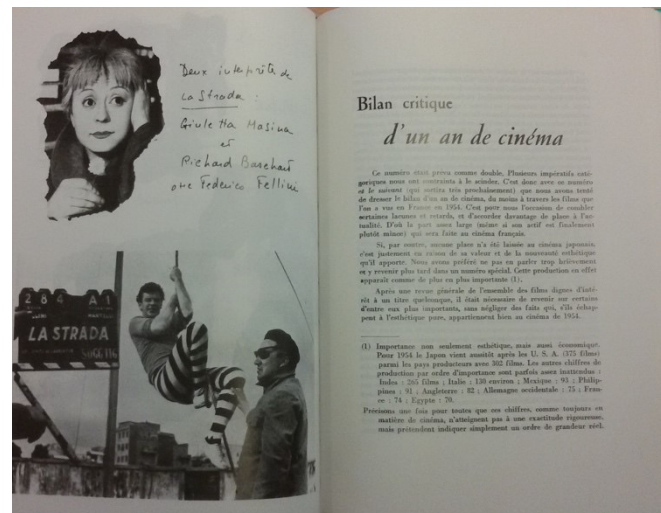 Deux interprète de
La Strada :
Giuletta Masina
et
Richard Basehart
avec Federico Fellini
284 A1
LA STRADA
Bilan critique
d'un an de cinéma
Ce numéro était prévu comme double. Plusieurs impératifs caté-
goriques nous ont contraints à le scinder. C'est donc avec ce numéro
et le suivant (qui sortira très prochainement) que nous avons tenté
de dresser le bilan d'un an de cinéma, du moins à travers les films que
l'on a vus en France en 1954. C'est pour nous l'occasion de combler
certaines lacunes et retards, et d'accorder davantage de place à l'ac-
tualité. D'où la part assez large (même si son actif est finalement
plutôt mince) qui sera faite au cinéma français.
Si, par contre, aucune place n'a été laissée au cinéma japonais,
c'est justement en raison de sa valeur et de la nouveauté esthétique
qu'il apporte. Nous avons préféré ne pas en parler trop brièvement
et y revenir plus tard dans un numéro spécial. Cette production en effet
apparaît comme de plus en plus importante (1).
Après une revue générale de l'ensemble des films dignes d'inté-
rêt à un titre quelconque, il était nécessaire de revenir sur certains
d'entre eux plus importants, sans négliger des faits qui, s'ils échap-
pent à l'esthétique pure, appartiennent bien au cinéma de 1954.
(1) Importance non seulement esthétique, mais aussi économique.
Pour 1954 le Japon vient aussitôt après les U. S. A. (375 films)
parmi les pays producteurs avec 302 films. Les autres chiffres de
production par ordre d'importance sont parfois assez inattendus :
Indes : 265 films ; Italie : 130 environ ; Mexique : 93 ; Philip-
pines : 91 ; Angleterre : 82 ; Allemagne occidentale : 75 ; Fran-
ce : 74 ; Egypte : 70.
Précisons une fois pour toutes que ces chiffres, comme toujours en
matière de cinéma, n'atteignent pas à une exactitude rigoureuse,
mais prétendent indiquer simplement un ordre de grandeur réel.